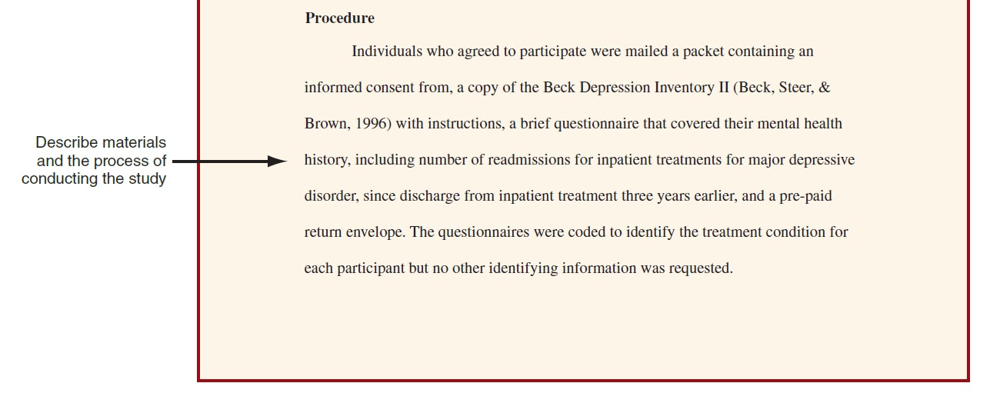 Procedure
Individuals who agreed to participate were mailed a packet containing an
informed consent from, a copy of the Beck Depression Inventory II (Beck, Steer, &
Brown, 1996) with instructions, a brief questionnaire that covered their mental health
history, including number of readmissions for inpatient treatments for major depressive
disorder, since discharge from inpatient treatment three years earlier, and a pre-paid
return envelope. The questionnaires were coded to identify the treatment condition for
each participant but no other identifying information was requested.
Describe materials
and the process of
conducting the study